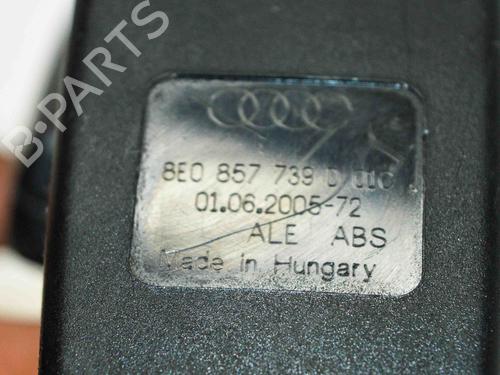 B-PARTS
8E0 857 739 D
01.06.2005-72
ALE ABS
Made in Hungary